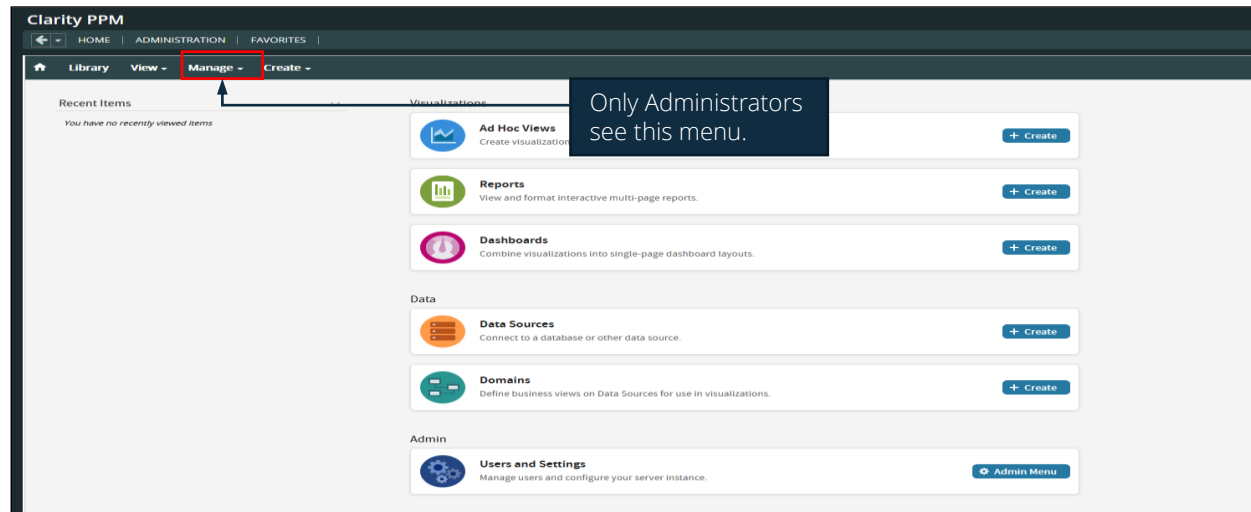 Clarity PPM
HOME | ADMINISTRATION | FAVORITES |
Library View Manage Create
Only Administrators
see this menu.
Recent Items
You have no recently viewed items
Visualizations
Ad Hoc Views
Create visualization
+ Create
Reports
View and format interactive multi-page reports.
+ Create
Dashboards
Combine visualizations into single-page dashboard layouts.
+ Create
Data
Data Sources
Connect to a database or other data source.
+ Create
Domains
Define business views on Data Sources for use in visualizations.
+ Create
Admin
Users and Settings
Manage users and configure your server instance.
Admin Menu